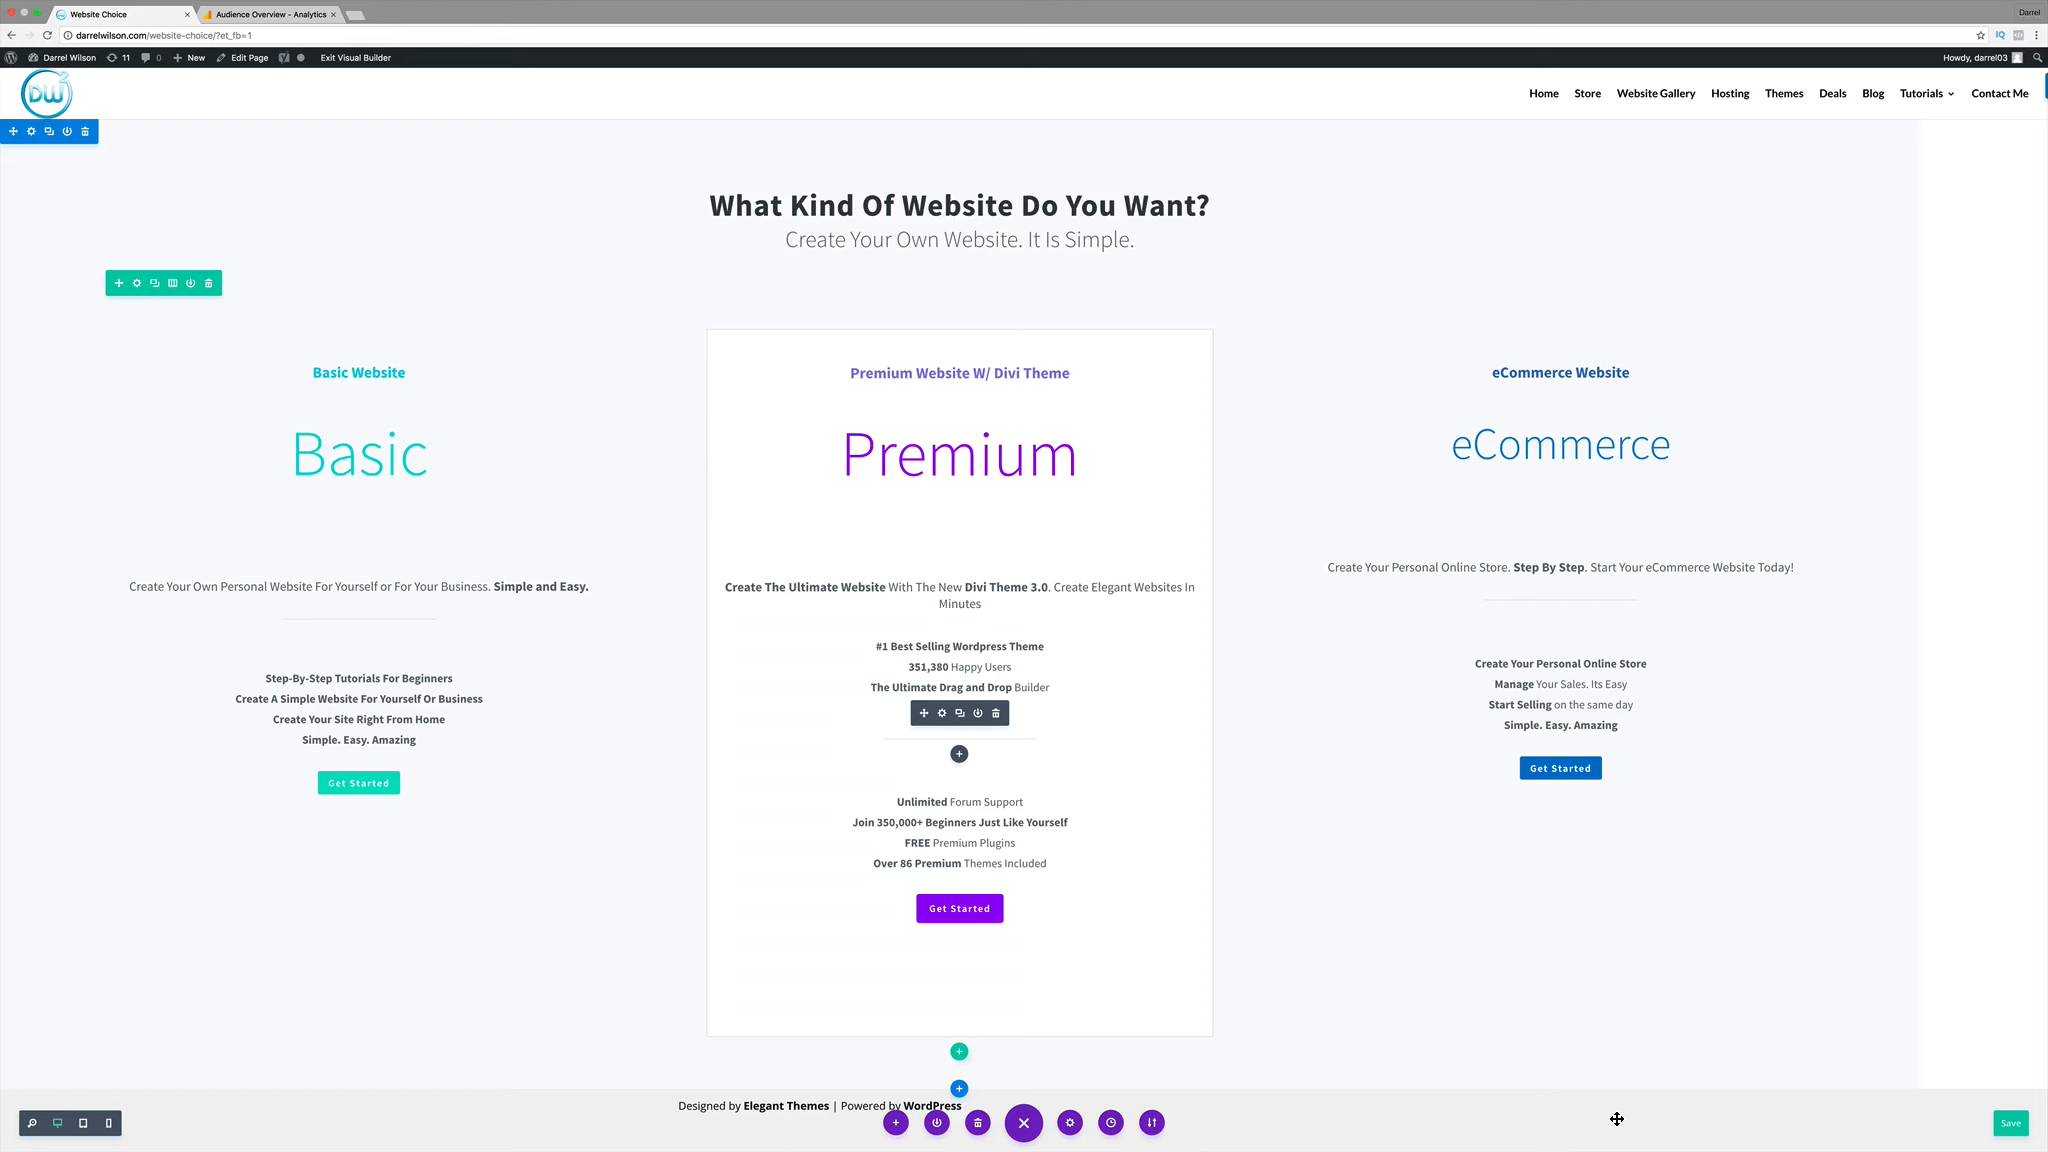 Website Choice
Audience Overview - Analytics
Darrel
darrelwilson.com/website-choice/?et_fb=1
IQ
Darrel Wilson
11
0
New
Edit Page
Exit Visual Builder
Howdy, darrel03
DW2
Home
Store
Website Gallery
Hosting
Themes
Deals
Blog
Tutorials
Contact Me
What Kind Of Website Do You Want?
Create Your Own Website. It Is Simple.
Basic Website
Basic
Create Your Own Personal Website For Yourself or For Your Business. Simple and Easy.
Step-By-Step Tutorials For Beginners
Create A Simple Website For Yourself Or Business
Create Your Site Right From Home
Simple. Easy. Amazing
Get Started
Premium Website W/ Divi Theme
Premium
Create The Ultimate Website With The New Divi Theme 3.0. Create Elegant Websites In
Minutes
#1 Best Selling Wordpress Theme
351,380 Happy Users
The Ultimate Drag and Drop Builder
Unlimited Forum Support
Join 350,000+ Beginners Just Like Yourself
FREE Premium Plugins
Over 86 Premium Themes Included
Get Started
eCommerce Website
eCommerce
Create Your Personal Online Store. Step By Step. Start Your eCommerce Website Today!
Create Your Personal Online Store
Manage Your Sales. Its Easy
Start Selling on the same day
Simple. Easy. Amazing
Get Started
Designed by Elegant Themes | Powered by WordPress
Save